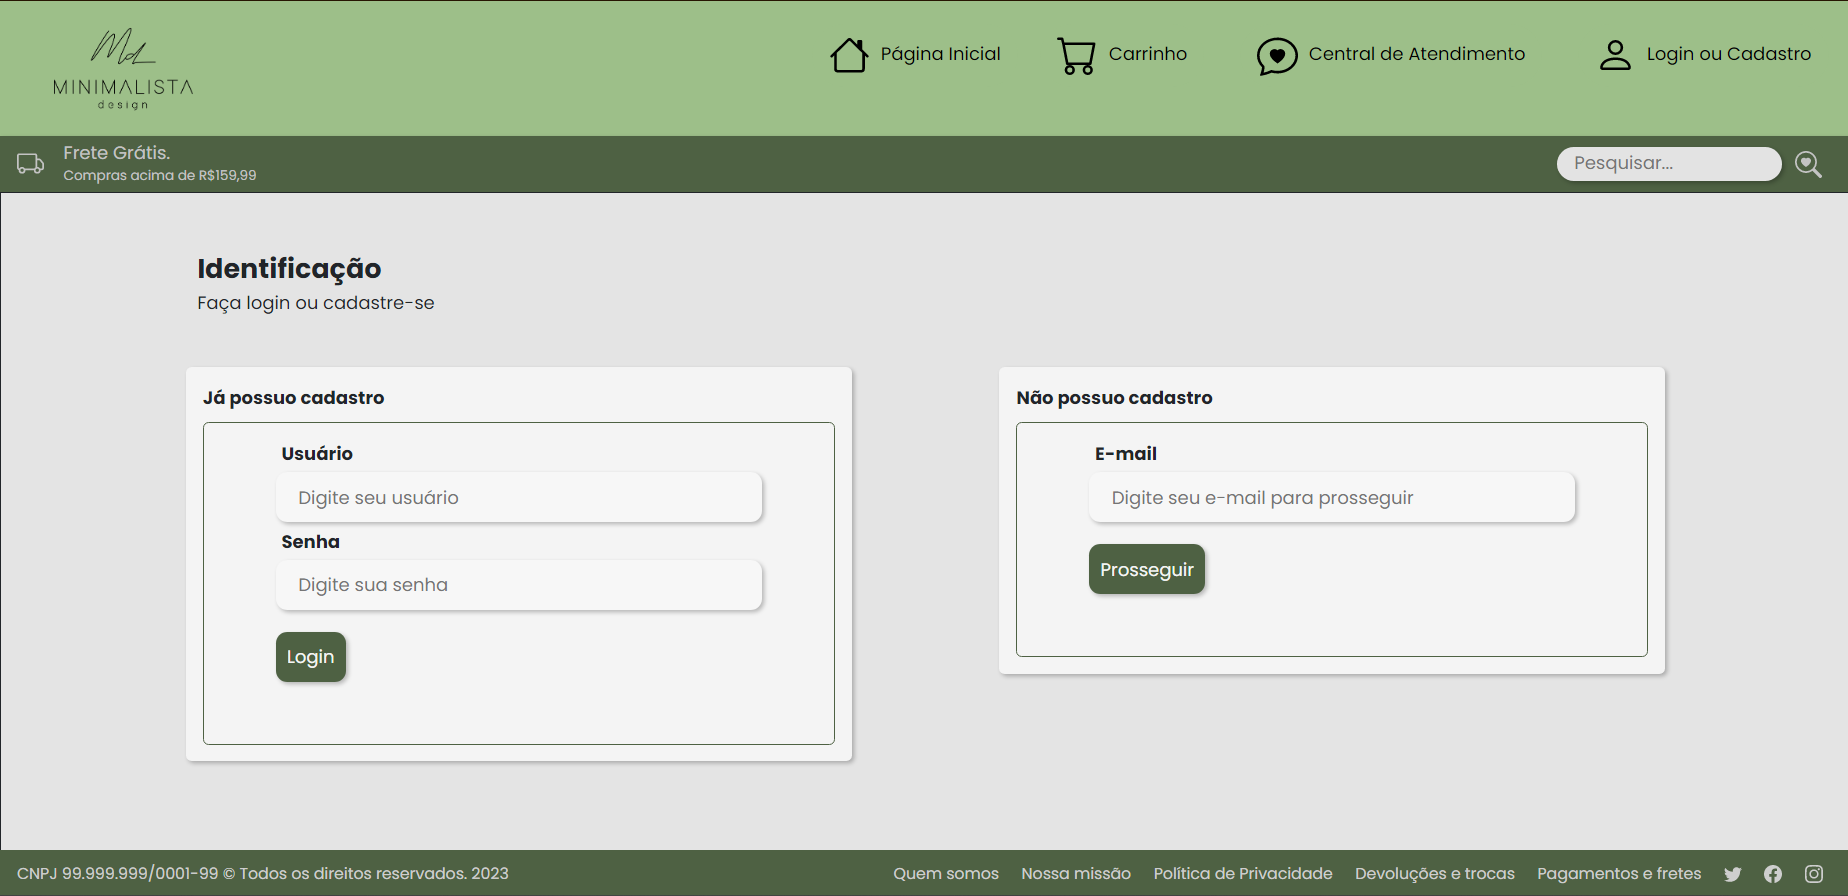 Md
MINIMALISTA
design
Página Inicial
Carrinho
Central de Atendimento
Login ou Cadastro
Frete Grátis.
Compras acima de R$159,99
Pesquisar...
Identificação
Faça login ou cadastre-se
Já possuo cadastro
Usuário
Digite seu usuário
Senha
Digite sua senha
Login
Não possuo cadastro
E-mail
Digite seu e-mail para prosseguir
Prosseguir
CNPJ 99.999.999/0001-99 © Todos os direitos reservados. 2023
Quem somos
Nossa missão
Política de Privacidade
Devoluções e trocas
Pagamentos e fretes